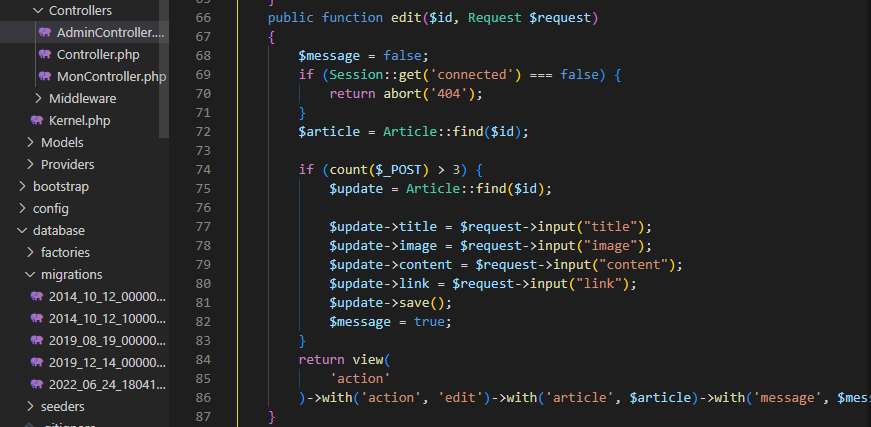 Controllers
AdminController....
Controller.php
MonController.php
Middleware
Kernel.php
Models
Providers
bootstrap
config
database
factories
migrations
2014_10_12_00000...
2014_10_12_10000...
2019_08_19_00000...
2019_12_14_00000...
2022_06_24_18041...
seeders
.gitignore
66 public function edit($id, Request $request)
67 {
68 $message = false;
69 if (Session::get('connected') === false) {
70 return abort('404');
71 }
72 $article = Article::find($id);
73
74 if (count($_POST) > 3) {
75 $update = Article::find($id);
76
77 $update->title = $request->input("title");
78 $update->image = $request->input("image");
79 $update->content = $request->input("content");
80 $update->link = $request->input("link");
81 $update->save();
82 $message = true;
83 }
84 return view(
85 'action'
86 )->with('action', 'edit')->with('article', $article)->with('message', $mes
87 }